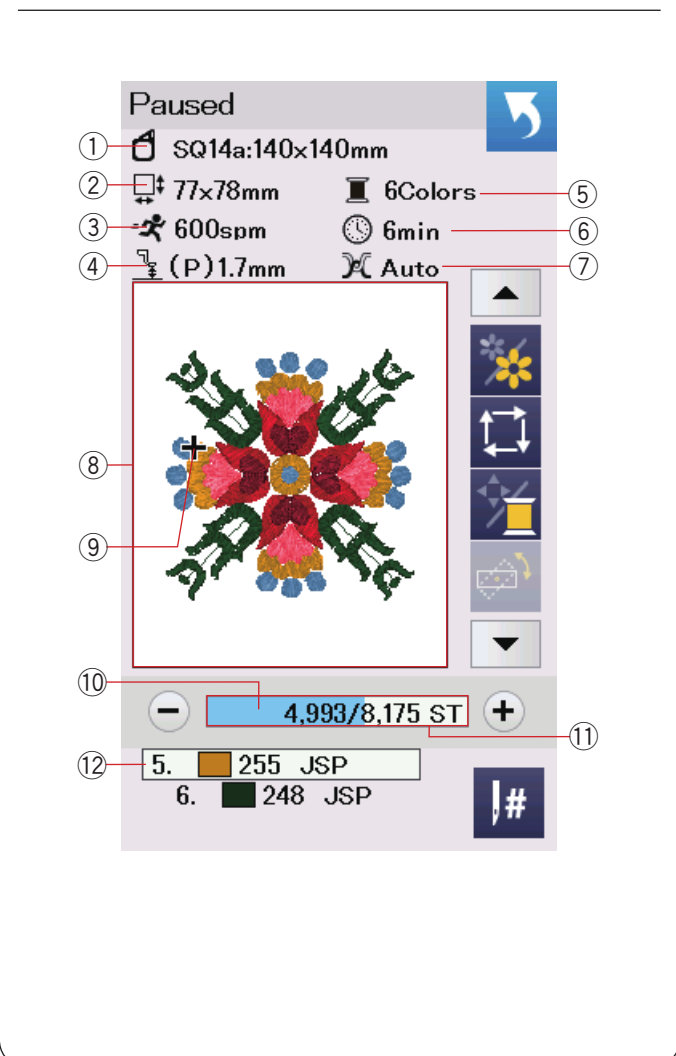 Paused
① SQ14a:140×140mm
② 77×78mm 6Colors ⑤
③ 600spm 6min ⑥
④ (P)1.7mm Auto ⑦
⑧
⑨
⑩
− 4,993/8,175 ST +
⑪
⑫ 5. 255 JSP
6. 248 JSP
#